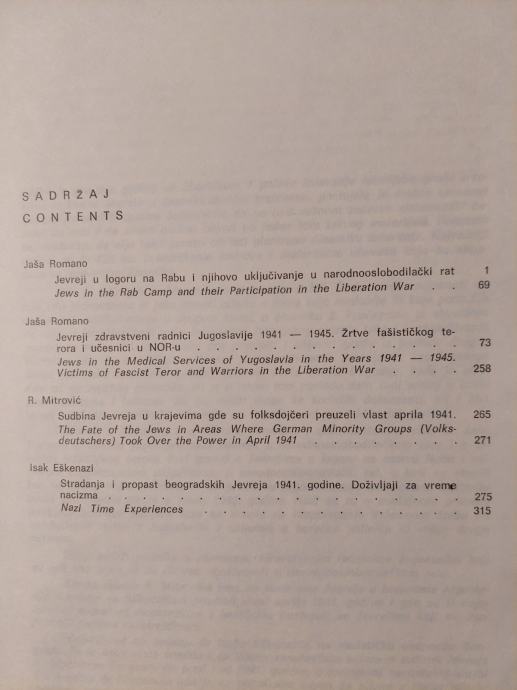 SADRŽAJ
CONTENTS
Jaša Romano
Jevreji u logoru na Rabu i njihovo uključivanje u narodnooslobodilački rat 1
Jews in the Rab Camp and their Participation in the Liberation War . . 69
Jaša Romano
Jevreji zdravstveni radnici Jugoslavije 1941 — 1945. Žrtve fašističkog te-
rora i učesnici u NOR-u . . . . . . . . . . . . . 73
Jews in the Medical Services of Yugoslavia in the Years 1941 — 1945.
Victims of Fascist Teror and Warriors in the Liberation War . . . . 258
R. Mitrović
Sudbina Jevreja u krajevima gde su folksdojčeri preuzeli vlast aprila 1941. 265
The Fate of the Jews in Areas Where German Minority Groups (Volks-
deutschers) Took Over the Power in April 1941 . . . . . . . 271
Isak Eškenazi
Stradanja i propast beogradskih Jevreja 1941. godine. Doživljaji za vreme
nacizma . . . . . . . . . . . . . . . . . . 275
Nazi Time Experiences . . . . . . . . . . . . . 315